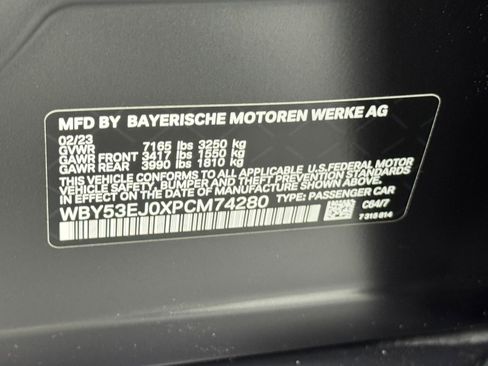 MFD BY BAYERISCHE MOTOREN WERKE AG
02/23
GVWR 7165 lbs 3250 kg
GAWR FRONT 3417 lbs 1550 kg
GAWR REAR 3990 lbs 1810 kg
THIS VEHICLE CONFORMS TO ALL APPLICABLE U.S. FEDERAL MOTOR
VEHICLE SAFETY, BUMPER, AND THEFT PREVENTION STANDARDS
IN EFFECT ON THE DATE OF MANUFACTURE SHOWN ABOVE.
WBY53EJ0XPCM74280 TYPE: PASSENGER CAR
C64/7
7 318 814